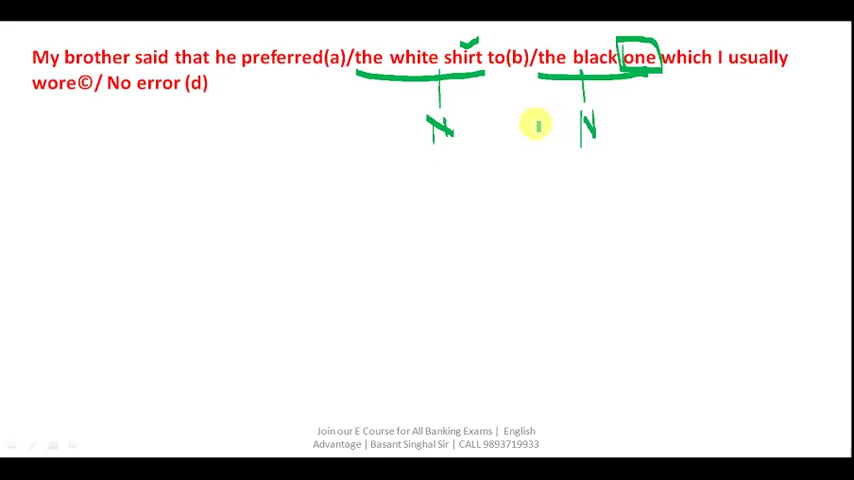 My brother said that he preferred(a)/the white shirt to(b)/the black one which I usually
wore©/ No error (d)
N
N
Join our E Course for All Banking Exams | English
Advantage | Basant Singhal Sir | CALL 9893719933